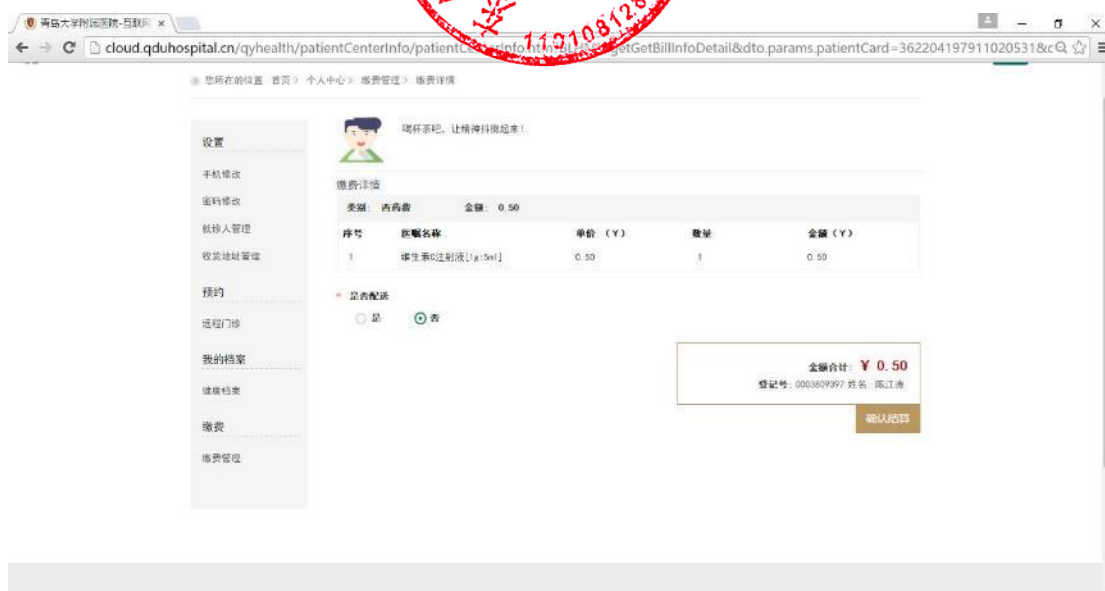 青岛大学附属医院-互联网
cloud.qduhospital.cn/qyhealth/patientCenterInfo/patientCenterInfo.htm
etGetBillInfoDetail&dto.params.patientCard=362204197911020531&c
119108128
您所在的位置 首页> 个人中心> 缴费管理> 缴费详情
喝杯茶吧，让精神抖擞起来！
设置
手机修改
密码修改
就诊人管理
收货地址管理
预约
远程门诊
我的档案
健康档案
缴费
缴费管理
缴费详情
类别: 西药费 金额: 0.50
序号 医嘱名称 单价 (Y) 数量 金额 (Y)
1 维生素C注射液[1g:5ml] 0.50 1 0.50
* 是否配送
是 否
金额合计: ¥ 0.50
登记号: 0003809397 姓名: 陈江涛
确认结算